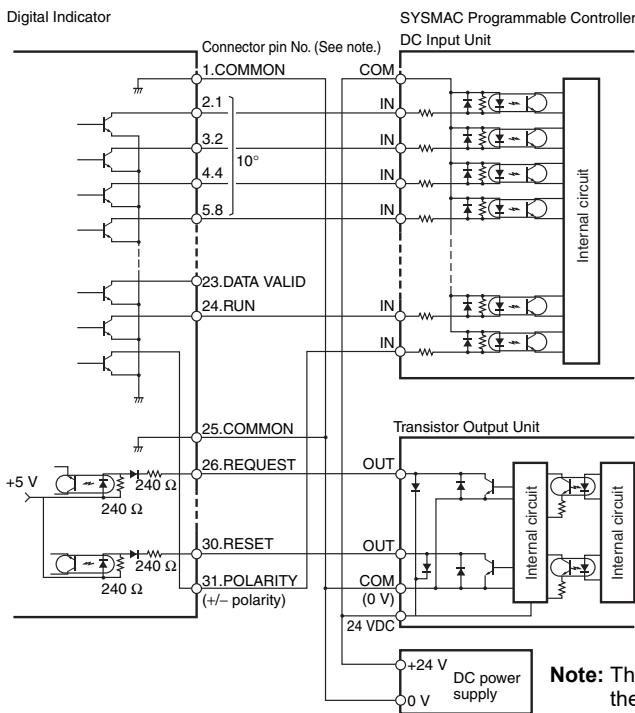 Digital Indicator
SYSMAC Programmable Controller
DC Input Unit
Connector pin No. (See note.)
1.COMMON
COM
2.1
IN
3.2
IN
10°
4.4
IN
5.8
IN
Internal circuit
23.DATA VALID
24.RUN
IN
IN
25.COMMON
Transistor Output Unit
26.REQUEST
OUT
+5 V
240 Ω
240 Ω
Internal circuit
Internal circuit
30.RESET
OUT
240 Ω
240 Ω
31.POLARITY
(+/− polarity)
COM
(0 V)
24 VDC
+24 V
DC power
supply
0 V
Note: Th
the